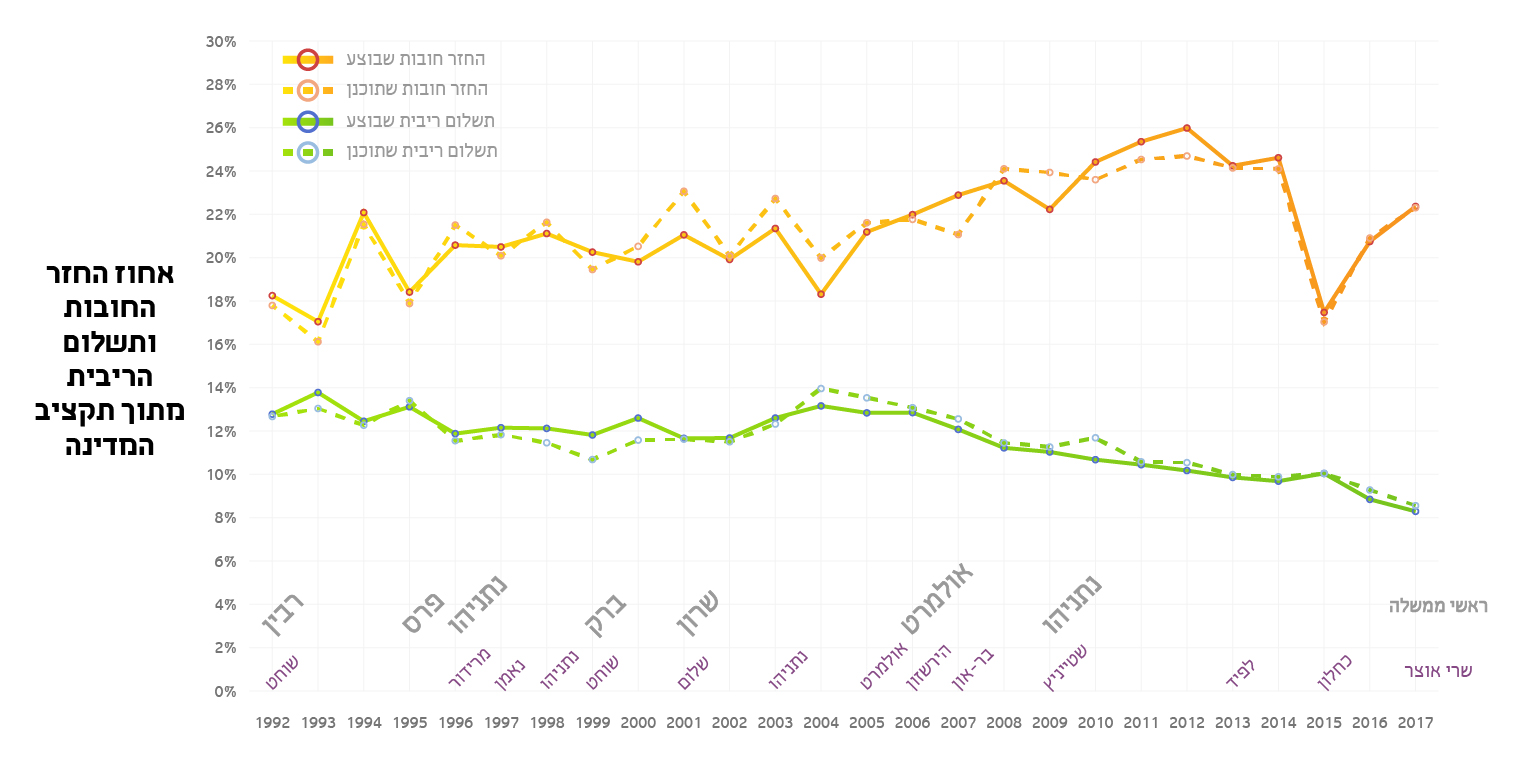 אחוז החזר
החובות
ותשלום
הריבית
מתוך תקציב
המדינה
החזר חובות שבוצע
החזר חובות שתוכנן
תשלום ריבית שבוצע
תשלום ריבית שתוכנן
30%
28%
26%
24%
22%
20%
18%
16%
14%
12%
10%
8%
6%
4%
2%
0%
רבין
פרס
נתניהו
ברק
שרון
אולמרט
נתניהו
ראשי ממשלה
שוחט
מרידור
נאמן
נתניהו
שוחט
שלום
נתניהו
אולמרט
הירשזון
בר-און
שטייניץ
לפיד
כחלון
שרי אוצר
1992 1993 1994 1995 1996 1997 1998 1999 2000 2001 2002 2003 2004 2005 2006 2007 2008 2009 2010 2011 2012 2013 2014 2015 2016 2017